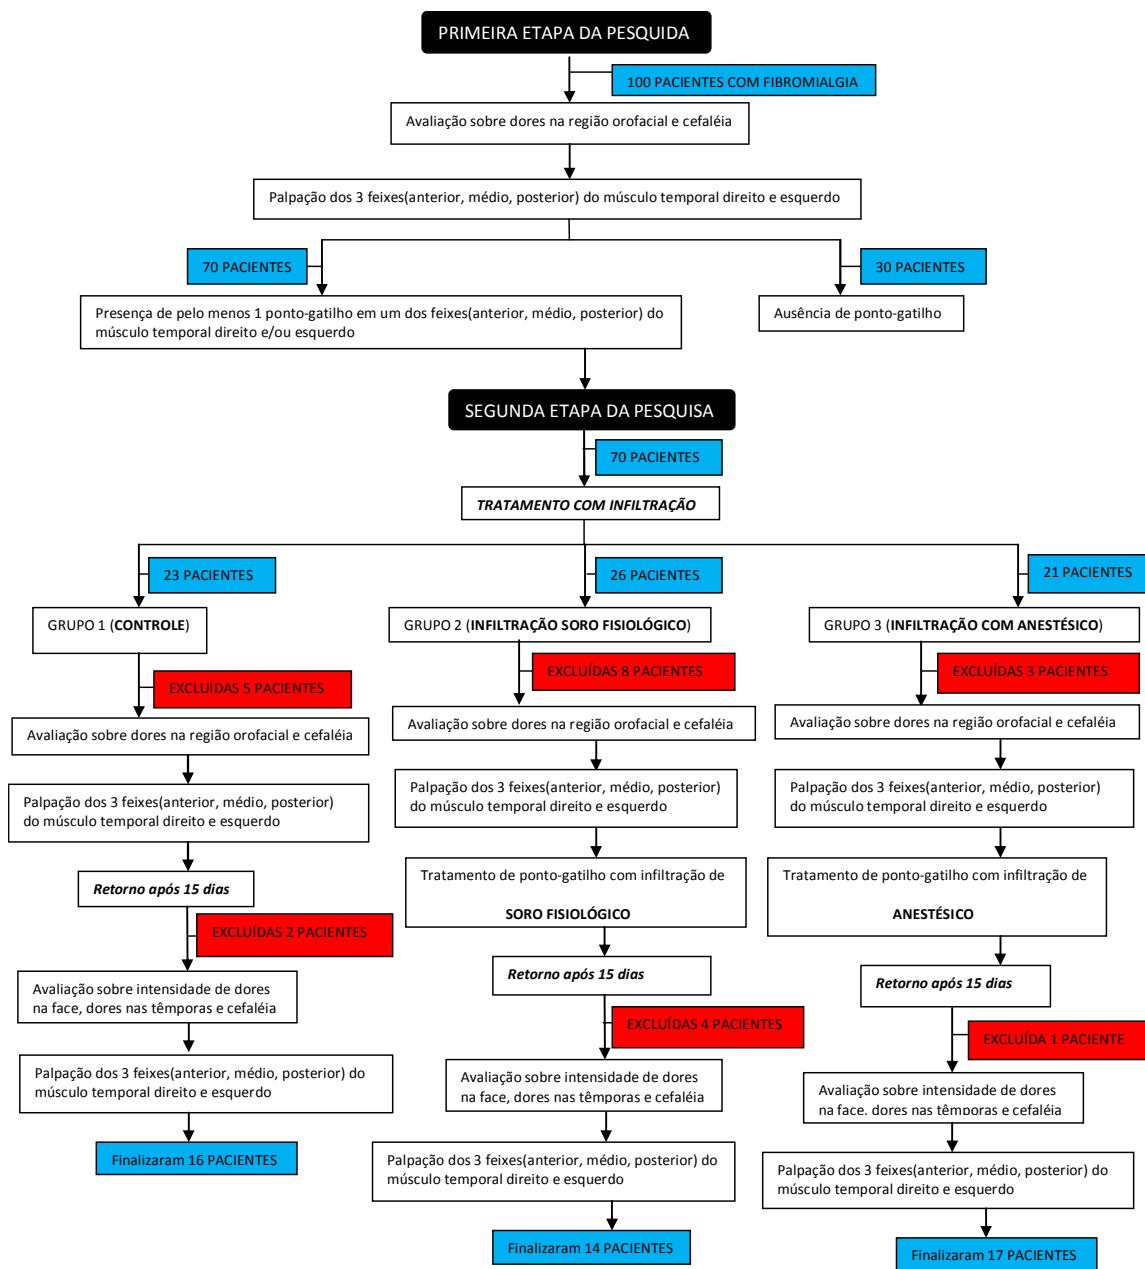 PRIMEIRA ETAPA DA PESQUIDA
100 PACIENTES COM FIBROMIALGIA
Avaliação sobre dores na região orofacial e cefaléia
Palpação dos 3 feixes(anterior, médio, posterior) do músculo temporal direito e esquerdo
70 PACIENTES
30 PACIENTES
Presença de pelo menos 1 ponto-gatilho em um dos feixes(anterior, médio, posterior) do
músculo temporal direito e/ou esquerdo
Ausência de ponto-gatilho
SEGUNDA ETAPA DA PESQUISA
70 PACIENTES
TRATAMENTO COM INFILTRAÇÃO
23 PACIENTES
26 PACIENTES
21 PACIENTES
GRUPO 1 (CONTROLE)
GRUPO 2 (INFILTRAÇÃO SORO FISIOLÓGICO)
GRUPO 3 (INFILTRAÇÃO COM ANESTÉSICO)
EXCLUÍDAS 5 PACIENTES
EXCLUÍDAS 8 PACIENTES
EXCLUÍDAS 3 PACIENTES
Avaliação sobre dores na região orofacial e cefaléia
Avaliação sobre dores na região orofacial e cefaléia
Avaliação sobre dores na região orofacial e cefaléia
Palpação dos 3 feixes(anterior, médio, posterior)
do músculo temporal direito e esquerdo
Palpação dos 3 feixes(anterior, médio, posterior)
do músculo temporal direito e esquerdo
Palpação dos 3 feixes(anterior, médio, posterior)
do músculo temporal direito e esquerdo
Retorno após 15 dias
Tratamento de ponto-gatilho com infiltração de
SORO FISIOLÓGICO
Tratamento de ponto-gatilho com infiltração de
ANESTÉSICO
EXCLUÍDAS 2 PACIENTES
Retorno após 15 dias
Retorno após 15 dias
Avaliação sobre intensidade de dores
na face, dores nas têmporas e cefaléia
EXCLUÍDAS 4 PACIENTES
EXCLUÍDA 1 PACIENTE
Palpação dos 3 feixes(anterior, médio, posterior) do
músculo temporal direito e esquerdo
Avaliação sobre intensidade de dores
na face, dores nas têmporas e cefaléia
Avaliação sobre intensidade de dores
na face. dores nas têmporas e cefaléia
Finalizaram 16 PACIENTES
Palpação dos 3 feixes(anterior, médio, posterior) do
músculo temporal direito e esquerdo
Palpação dos 3 feixes(anterior, médio, posterior) do
músculo temporal direito e esquerdo
Finalizaram 14 PACIENTES
Finalizaram 17 PACIENTES